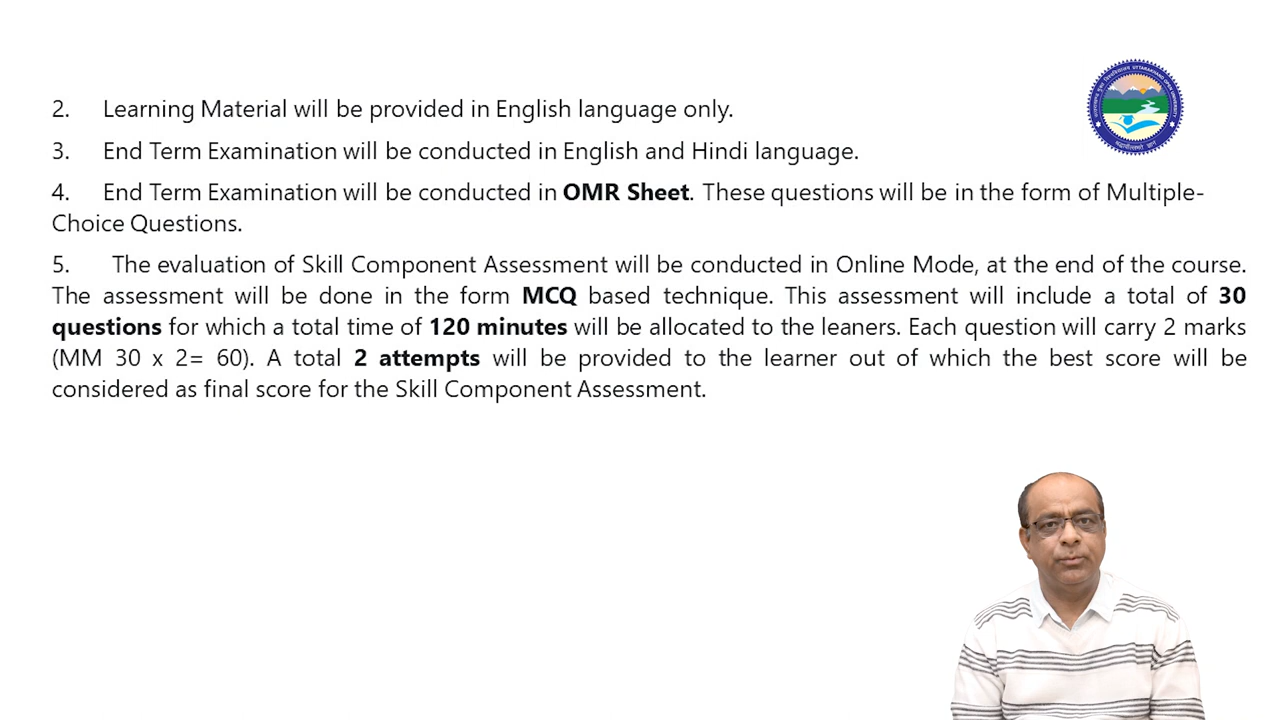 2. Learning Material will be provided in English language only.
3. End Term Examination will be conducted in English and Hindi language.
4. End Term Examination will be conducted in OMR Sheet. These questions will be in the form of Multiple-
Choice Questions.
5. The evaluation of Skill Component Assessment will be conducted in Online Mode, at the end of the course.
The assessment will be done in the form MCQ based technique. This assessment will include a total of 30
questions for which a total time of 120 minutes will be allocated to the leaners. Each question will carry 2 marks
(MM 30 x 2= 60). A total 2 attempts will be provided to the learner out of which the best score will be
considered as final score for the Skill Component Assessment.